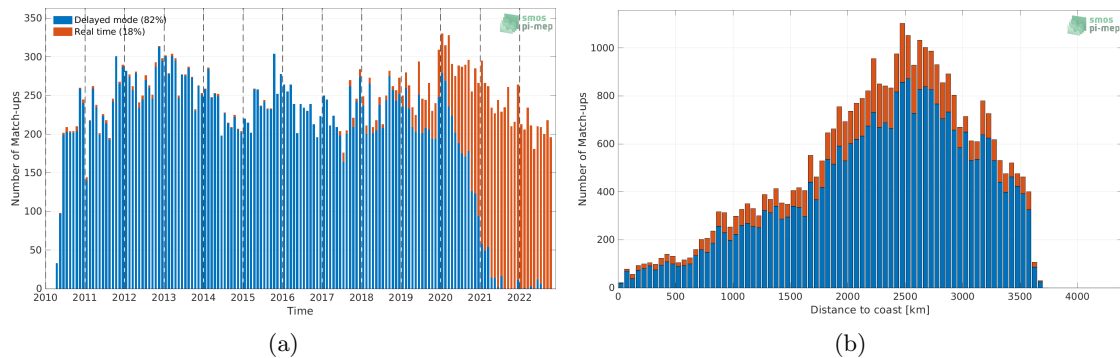 350
300
250
200
150
100
50
0
Number of Match-ups
Delayed mode (82%)
Real time (18%)
smos
pi-mep
2010 2011 2012 2013 2014 2015 2016 2017 2018 2019 2020 2021 2022
Time
(a)
1000
800
600
400
200
0
Number of Match-ups
smos
pi-mep
0 500 1000 1500 2000 2500 3000 3500 4000
Distance to coast [km]
(b)